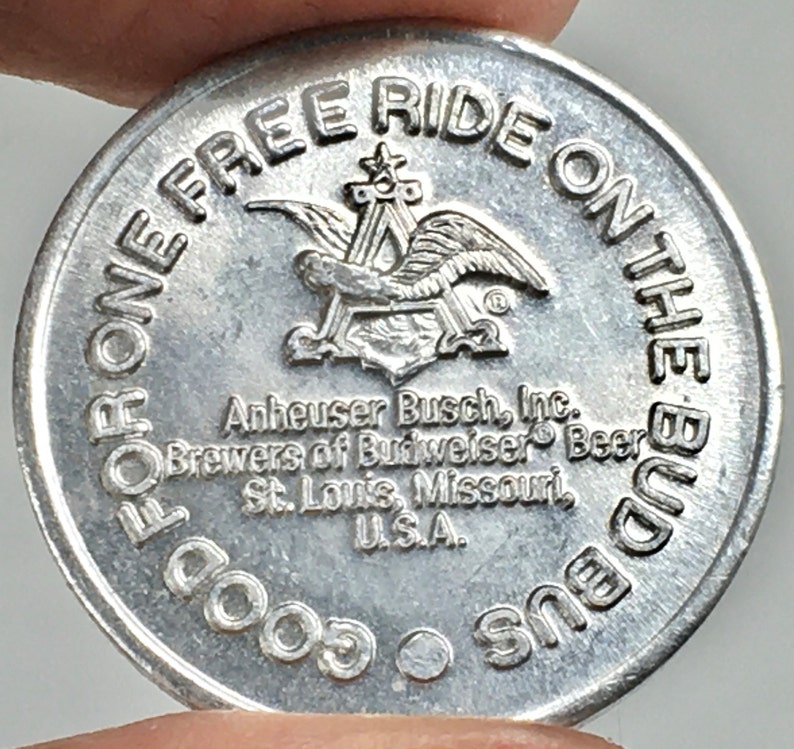 GOOD FOR ONE FREE RIDE ON THE BUD BUS
A
®
Anheuser Busch, Inc.
Brewers of Budweiser® Beer
St. Louis, Missouri,
U.S.A.